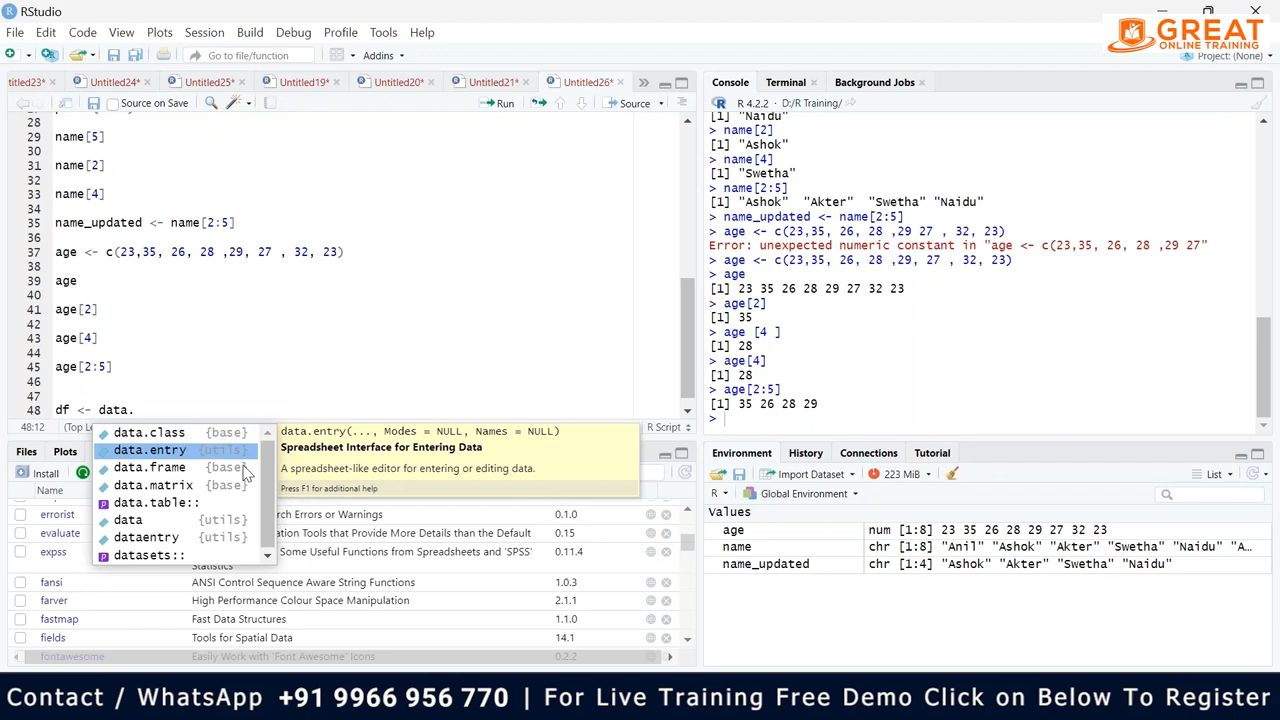 RStudio
File Edit Code View Plots Session Build Debug Profile Tools Help
GREAT
ONLINE TRAINING
Go to file/function Addins
Project: (None)
ntitled23* Untitled24* Untitled25* Untitled19* Untitled20* Untitled21* Untitled26*
Source on Save Run Source
28
29 name[5]
30
31 name[2]
32
33 name[4]
34
35 name_updated <- name[2:5]
36
37 age <- c(23,35, 26, 28 ,29, 27 , 32, 23)
38
39 age
40
41 age[2]
42
43 age[4]
44
45 age[2:5]
46
47
48 df <- data.
48:12 (Top Le R Script
data.class {base}
data.entry {utils}
data.frame {base}
data.matrix {base}
data.table::
data {utils}
dataentry {utils}
datasets::
data.entry(..., Modes = NULL, Names = NULL)
Spreadsheet Interface for Entering Data
A spreadsheet-like editor for entering or editing data.
Press F1 for additional help
Files Plots
Install
Name
errorist rch Errors or Warnings 0.1.0
evaluate ation Tools that Provide More Details than the Default 0.15
expss Some Useful Functions from Spreadsheets and 'SPSS' 0.11.4
Statistics
fansi ANSI Control Sequence Aware String Functions 1.0.3
farver High Performance Colour Space Manipulation 2.1.1
fastmap Fast Data Structures 1.1.0
fields Tools for Spatial Data 14.1
fontawesome Easily Work with 'Font Awesome' Icons 0.2.2
Console Terminal Background Jobs
R 4.2.2 . D:/R Training/
[1] "Naidu"
> name[2]
[1] "Ashok"
> name[4]
[1] "Swetha"
> name[2:5]
[1] "Ashok" "Akter" "Swetha" "Naidu"
> name_updated <- name[2:5]
> age <- c(23,35, 26, 28 ,29 27 , 32, 23)
Error: unexpected numeric constant in "age <- c(23,35, 26, 28 ,29 27"
> age <- c(23,35, 26, 28 ,29, 27 , 32, 23)
> age
[1] 23 35 26 28 29 27 32 23
> age[2]
[1] 35
> age [4 ]
[1] 28
> age[4]
[1] 28
> age[2:5]
[1] 35 26 28 29
>
Environment History Connections Tutorial
Import Dataset 223 MiB List
R Global Environment
Values
age num [1:8] 23 35 26 28 29 27 32 23
name chr [1:8] "Anil" "Ashok" "Akter" "Swetha" "Naidu" "A...
name_updated chr [1:4] "Ashok" "Akter" "Swetha" "Naidu"
Contact / WhatsApp +91 9966 956 770 | For Live Training Free Demo Click on Below To Register